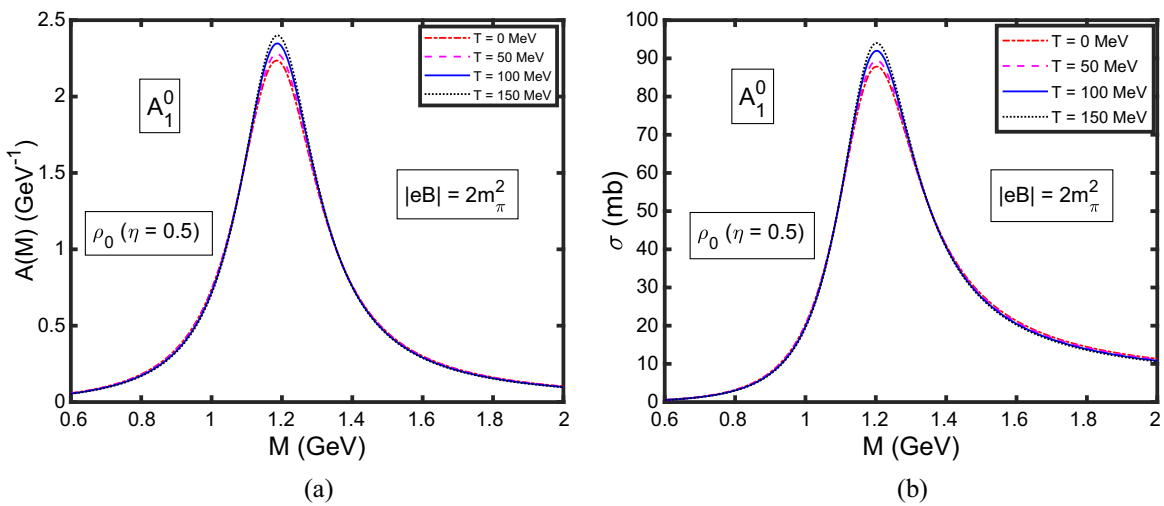 A(M) (GeV⁻¹)
2.5
2
1.5
1
0.5
0
0.6 0.8 1 1.2 1.4 1.6 1.8 2
M (GeV)
A₁⁰
ρ₀ (η = 0.5)
|eB| = 2m_π²
T = 0 MeV
T = 50 MeV
T = 100 MeV
T = 150 MeV
(a)
σ (mb)
100
90
80
70
60
50
40
30
20
10
0
0.6 0.8 1 1.2 1.4 1.6 1.8 2
M (GeV)
A₁⁰
ρ₀ (η = 0.5)
|eB| = 2m_π²
T = 0 MeV
T = 50 MeV
T = 100 MeV
T = 150 MeV
(b)